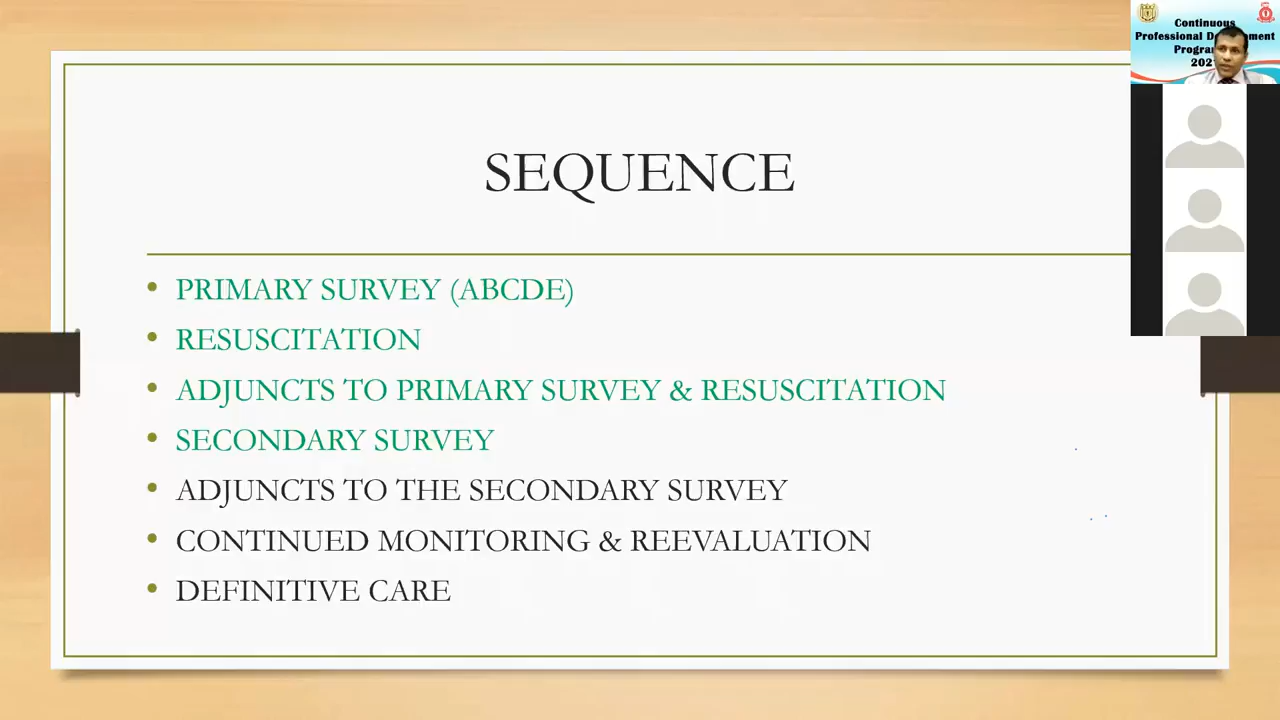 SEQUENCE
• PRIMARY SURVEY (ABCDE)
• RESUSCITATION
• ADJUNCTS TO PRIMARY SURVEY & RESUSCITATION
• SECONDARY SURVEY
• ADJUNCTS TO THE SECONDARY SURVEY
• CONTINUED MONITORING & REEVALUATION
• DEFINITIVE CARE
Continuous
Professional